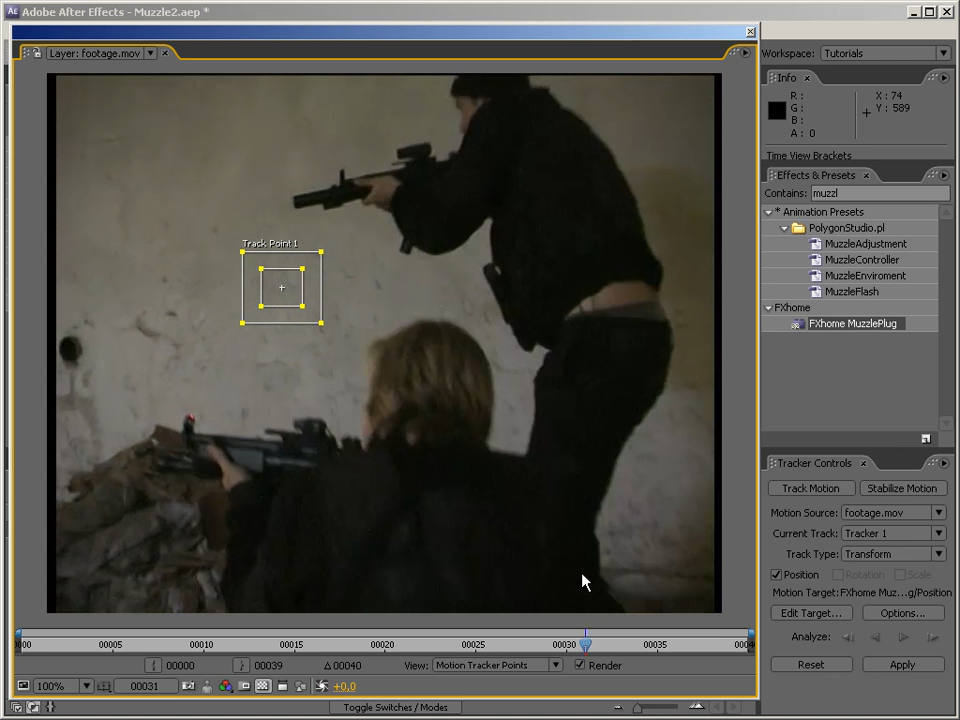 Adobe After Effects - Muzzle2.aep *
Layer: footage.mov
Workspace: Tutorials
Info
R : X : 74
G : Y : 589
B :
A : 0
Time View Brackets
Effects & Presets
Contains: muzzl
* Animation Presets
PolygonStudio.pl
MuzzleAdjustment
MuzzleController
MuzzleEnviroment
MuzzleFlash
FXhome
FXhome MuzzlePlug
Track Point 1
Tracker Controls
Track Motion Stabilize Motion
Motion Source: footage.mov
Current Track: Tracker 1
Track Type: Transform
Position Rotation Scale
Motion Target:FXhome Muz...g/Position
Edit Target... Options...
Analyze:
Reset Apply
0000 00005 00010 00015 00020 00025 00030 00035 0004
00000 00039 Δ 00040 View: Motion Tracker Points Render
100% 00031 +0,0
Toggle Switches / Modes